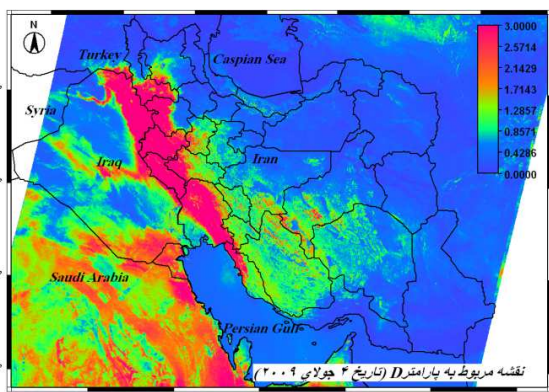 N
Turkey
Caspian Sea
Syria
Iraq
Iran
Saudi Arabia
Persian Gulf
3.0000
2.5714
2.1429
1.7143
1.2857
0.8571
0.4286
0.0000
نقشه مربوط به پارامتر D (تاریخ ۴ جولای ۲۰۰۹)